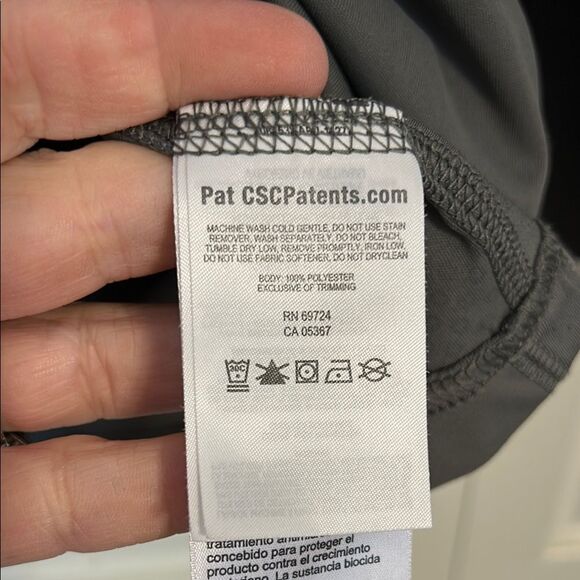 Pat CSCPatents.com
MACHINE WASH COLD GENTLE, DO NOT USE STAIN
REMOVER, WASH SEPARATELY, DO NOT BLEACH,
TUMBLE DRY LOW, REMOVE PROMPTLY, IRON LOW,
DO NOT USE FABRIC SOFTENER, DO NOT DRYCLEAN
BODY: 100% POLYESTER
EXCLUSIVE OF TRIMMING
RN 69724
CA 05367
30C
tratamiento
concebido para proteger el
producto contra el crecimiento
La sustancia biocida